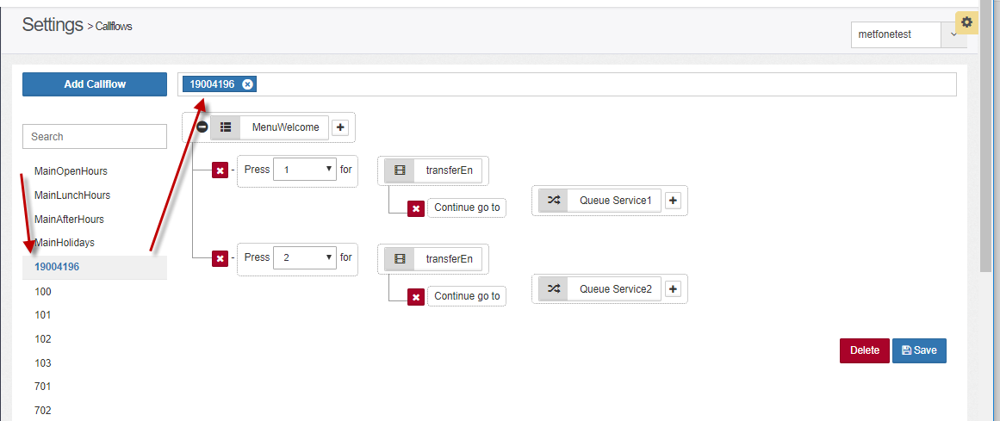 Settings > Callflows
metfonetest
Add Callflow
19004196
Search
MenuWelcome
MainOpenHours
Press 1 for
transferEn
MainLunchHours
Continue go to
Queue Service1
MainAfterHours
MainHolidays
Press 2 for
transferEn
19004196
100
Continue go to
Queue Service2
101
102
Delete
Save
103
701
702